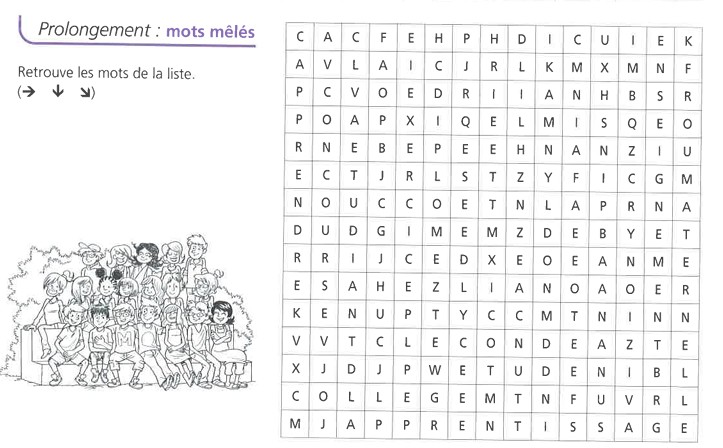 Prolongement : mots mêlés
Retrouve les mots de la liste.
(→ ↓ ↘)
C A C F E H P H D I C U I E K
A V L A I C J R L K M X M N F
P C V O E D R I I A N H B S R
P O A P X I Q E L M I S Q E O
R N E B E P E E H N A N Z I U
E C T J R L S T Z Y F I C G M
N O U C C O E T N L A P R N A
D U D G I M E M Z D E B Y E T
R R I J C E D X E O E A N M E
E S A H E Z L I A N O A O E R
K E N U P T Y C C M T N I N N
V V T C L E C O N D E A Z T E
X J D J P W E T U D E N I B L
C O L L E G E M T N F U V R L
M J A P P R E N T I S S A G E